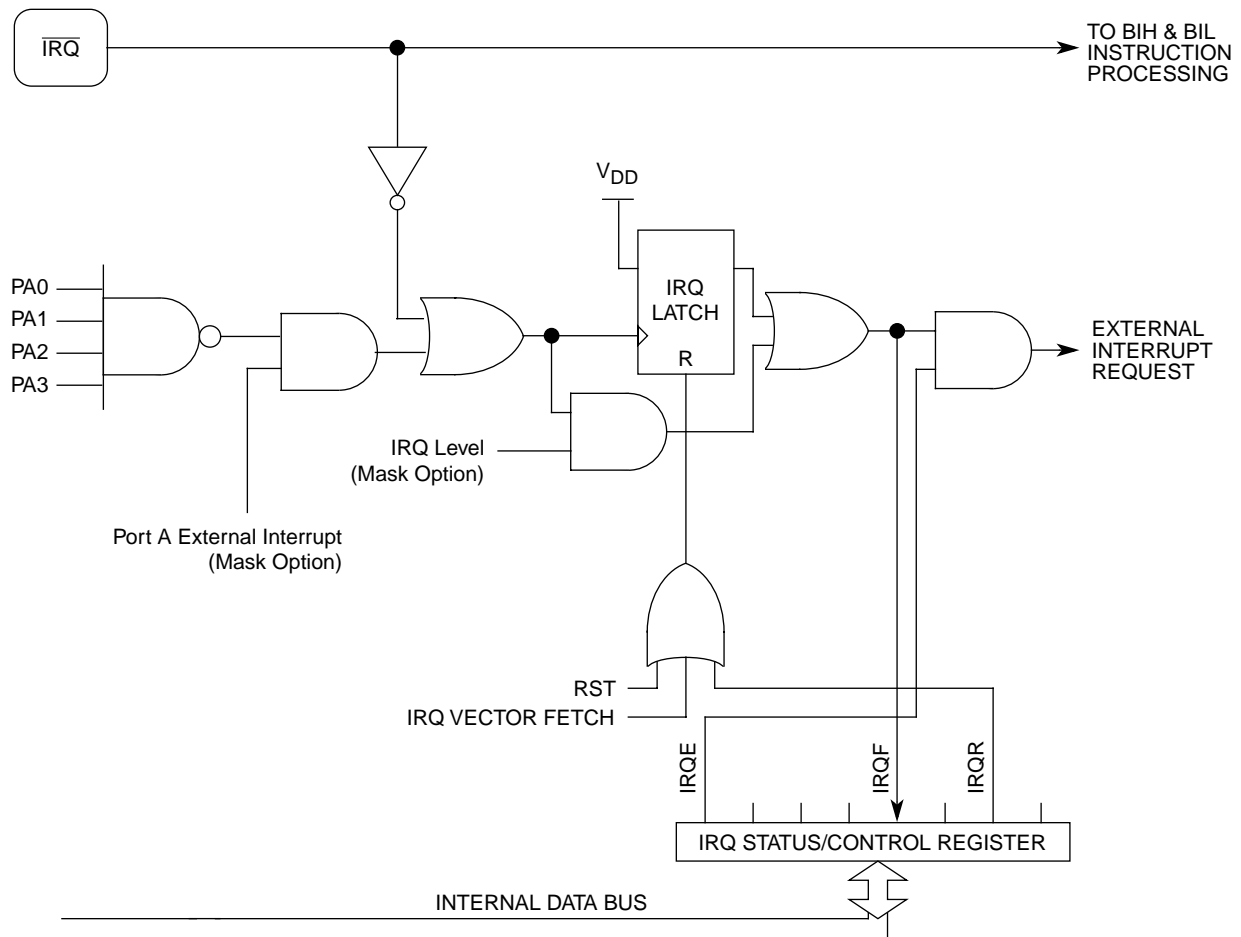 IRQ
TO BIH & BIL
INSTRUCTION
PROCESSING
VDD
PA0
PA1
PA2
PA3
IRQ
LATCH
R
EXTERNAL
INTERRUPT
REQUEST
IRQ Level
(Mask Option)
Port A External Interrupt
(Mask Option)
RST
IRQ VECTOR FETCH
IRQE
IRQF
IRQR
IRQ STATUS/CONTROL REGISTER
INTERNAL DATA BUS